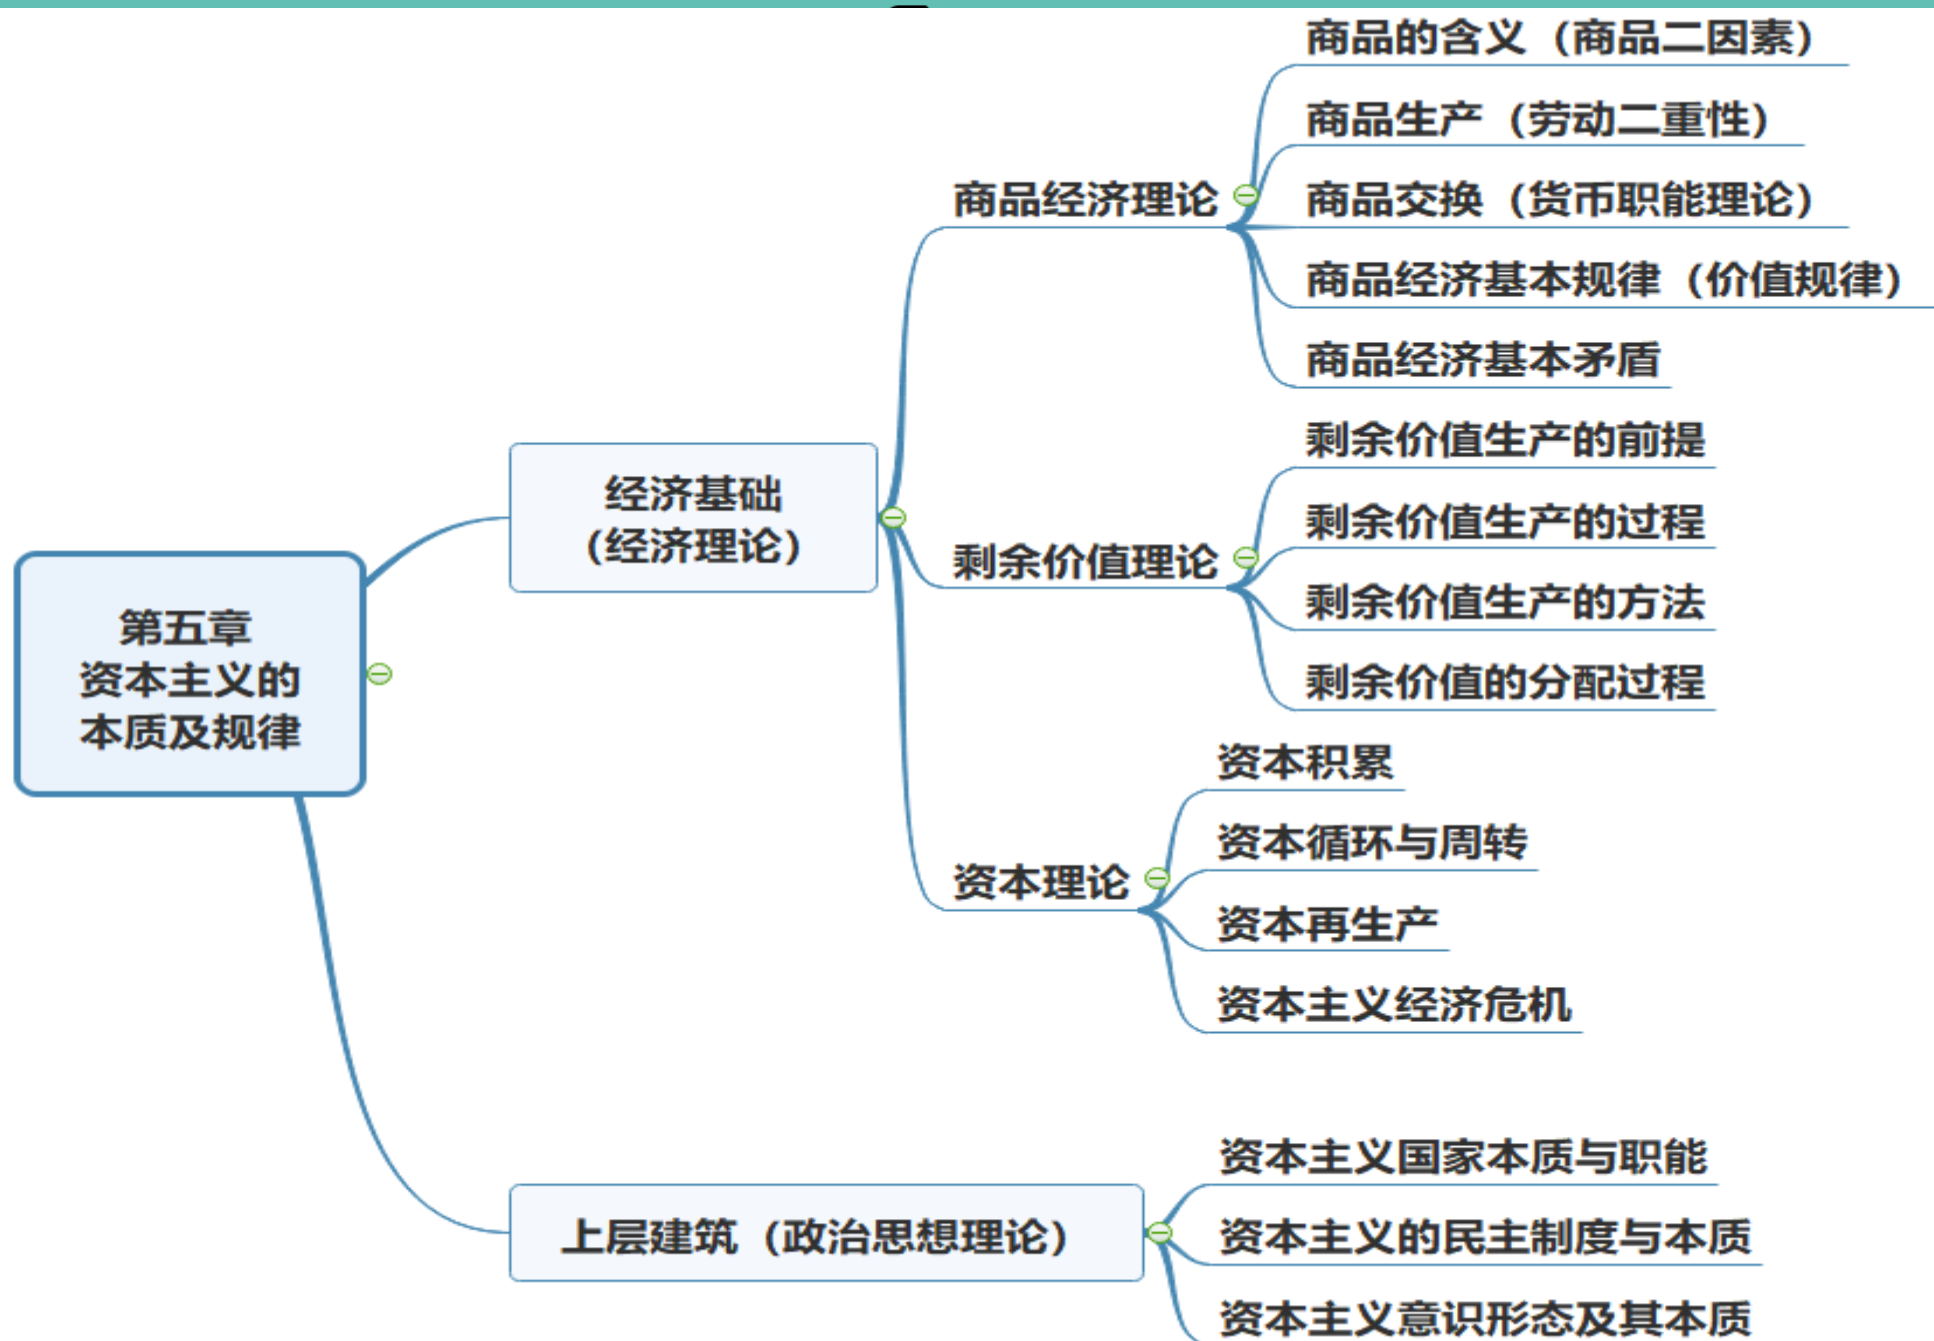 第五章
资本主义的
本质及规律
经济基础
（经济理论）
商品经济理论
商品的含义（商品二因素）
商品生产（劳动二重性）
商品交换（货币职能理论）
商品经济基本规律（价值规律）
商品经济基本矛盾
剩余价值理论
剩余价值生产的前提
剩余价值生产的过程
剩余价值生产的方法
剩余价值的分配过程
资本理论
资本积累
资本循环与周转
资本再生产
资本主义经济危机
上层建筑（政治思想理论）
资本主义国家本质与职能
资本主义的民主制度与本质
资本主义意识形态及其本质